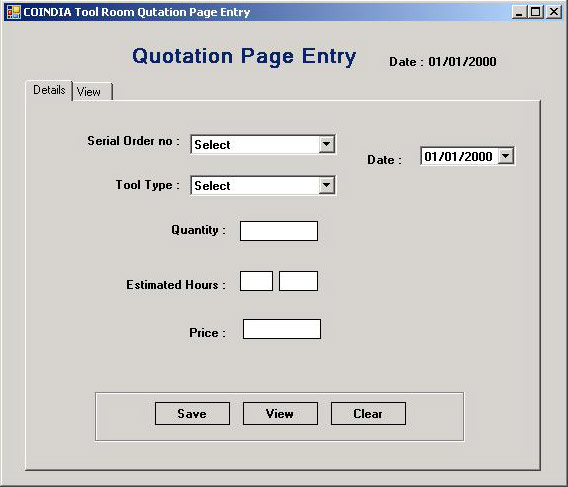 COINDIA Tool Room Qutation Page Entry
Quotation Page Entry
Date : 01/01/2000
Details View
Serial Order no : Select
Date : 01/01/2000
Tool Type : Select
Quantity :
Estimated Hours :
Price :
Save View Clear